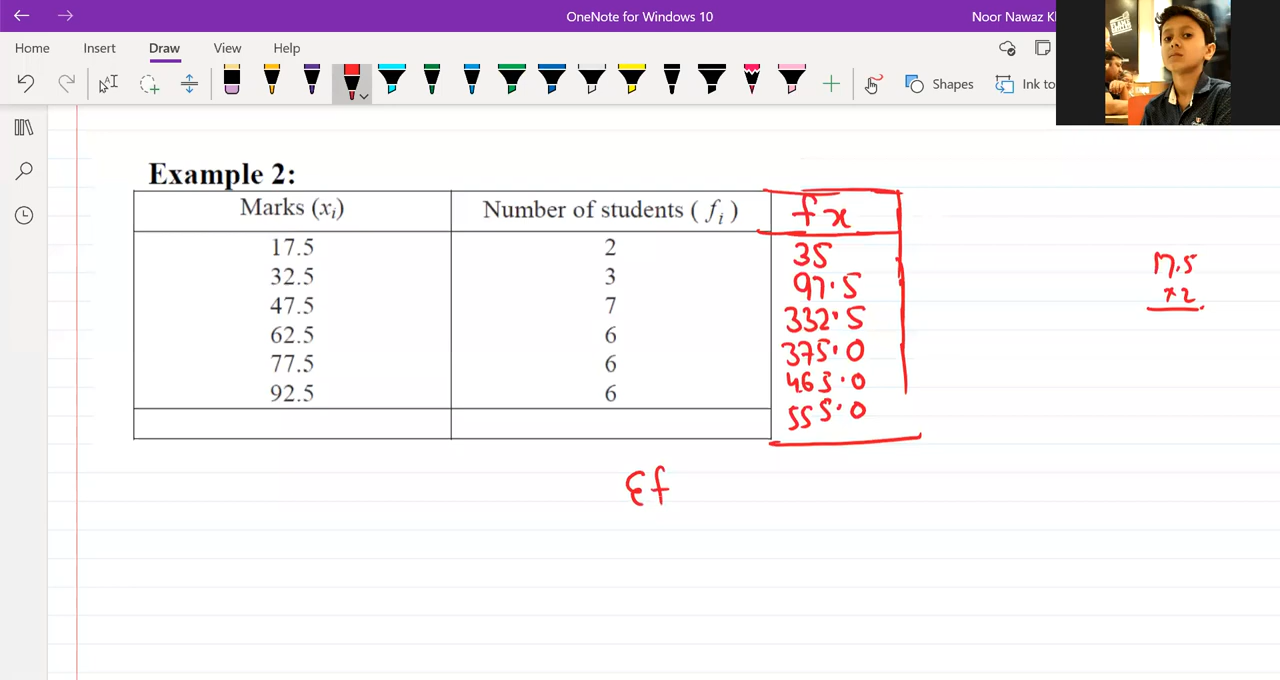 OneNote for Windows 10
Noor Nawaz Kh
Home Insert Draw View Help
Shapes Ink to
Example 2:
Marks (xᵢ) Number of students ( fᵢ ) fx
17.5 2 35
32.5 3 97.5
47.5 7 332.5
62.5 6 375.0
77.5 6 465.0
92.5 6 555.0
17.5
×2
Σf